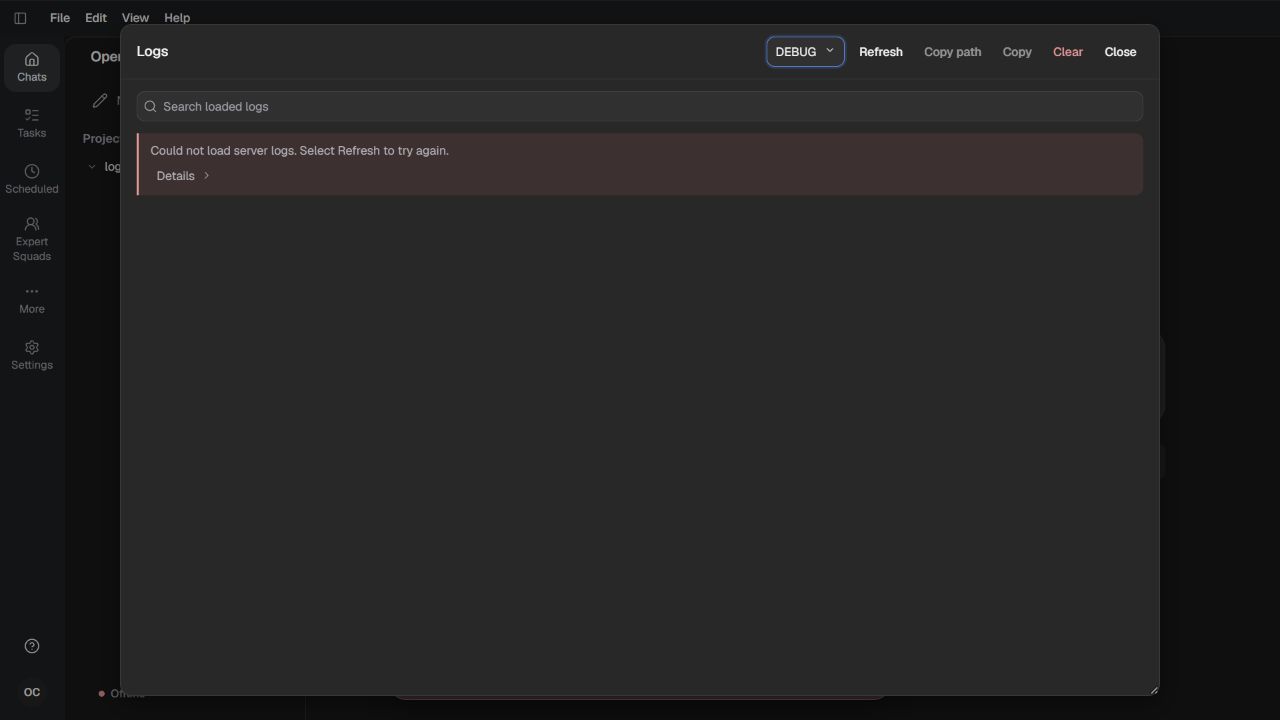 File Edit View Help
Logs
DEBUG Refresh Copy path Copy Clear Close
Search loaded logs
Could not load server logs. Select Refresh to try again.
Details
Chats
Tasks
Scheduled
Expert
Squads
More
Settings
OC